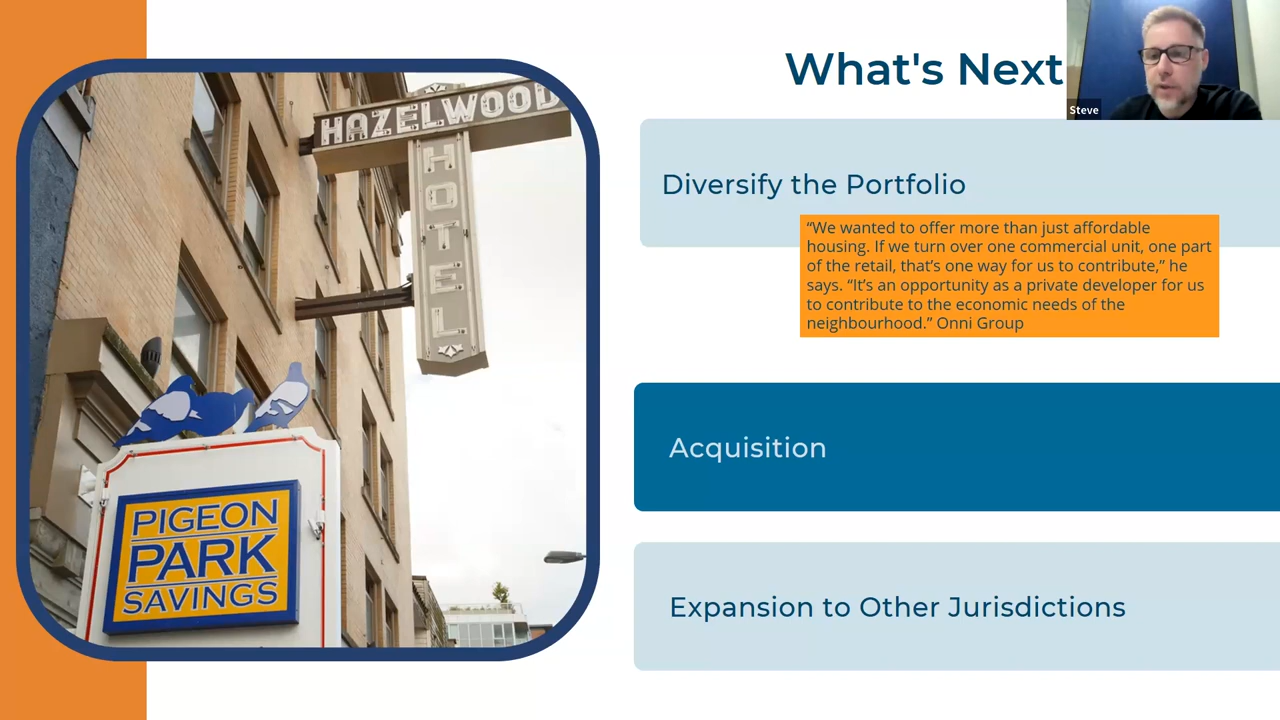 What's Next
Steve
Diversify the Portfolio
“We wanted to offer more than just affordable
housing. If we turn over one commercial unit, one part
of the retail, that’s one way for us to contribute,” he
says. “It’s an opportunity as a private developer for us
to contribute to the economic needs of the
neighbourhood.” Onni Group
Acquisition
Expansion to Other Jurisdictions
HAZELWOOD
HOTEL
PIGEON
PARK
SAVINGS